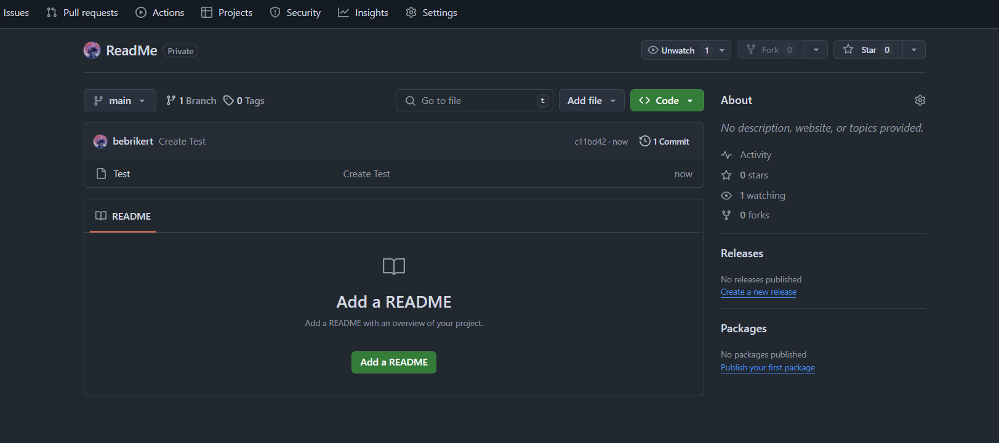 Issues Pull requests Actions Projects Security Insights Settings
ReadMe Private Unwatch 1 Fork 0 Star 0
main 1 Branch 0 Tags Go to file t Add file Code
bebrikert Create Test c11bd42 · now 1 Commit
Test Create Test now
README
Add a README
Add a README with an overview of your project.
Add a README
About
No description, website, or topics provided.
Activity
0 stars
1 watching
0 forks
Releases
No releases published
Create a new release
Packages
No packages published
Publish your first package